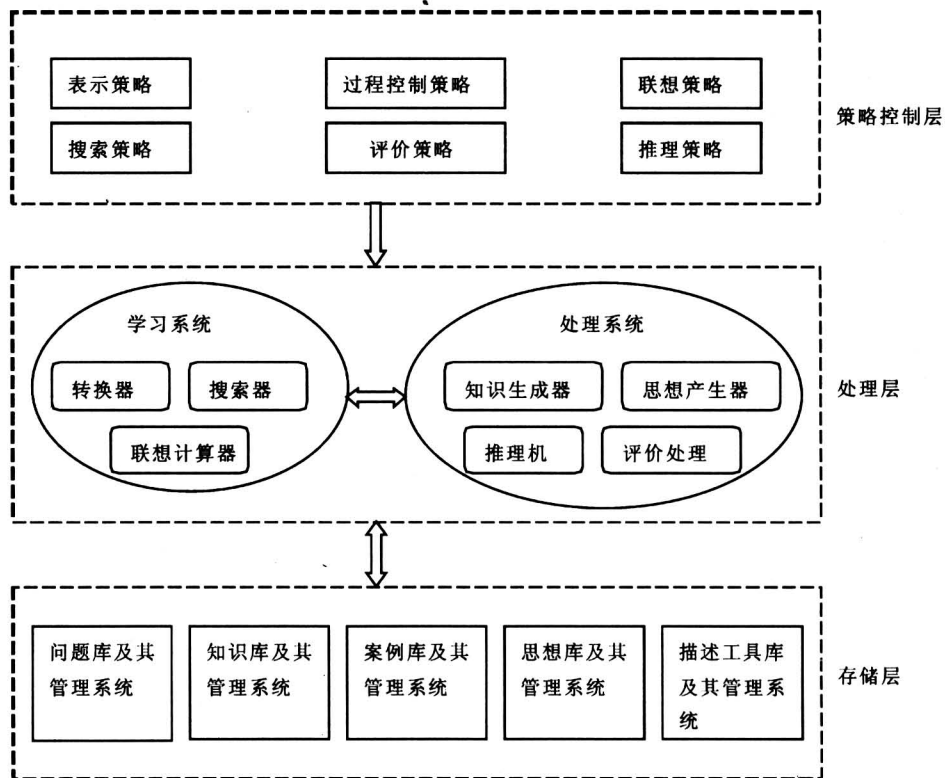 表示策略
过程控制策略
联想策略
搜索策略
评价策略
推理策略
策略控制层
学习系统
转换器
搜索器
联想计算器
处理系统
知识生成器
思想产生器
推理机
评价处理
处理层
问题库及其
管理系统
知识库及其
管理系统
案例库及其
管理系统
思想库及其
管理系统
描述工具库
及其管理系
统
存储层